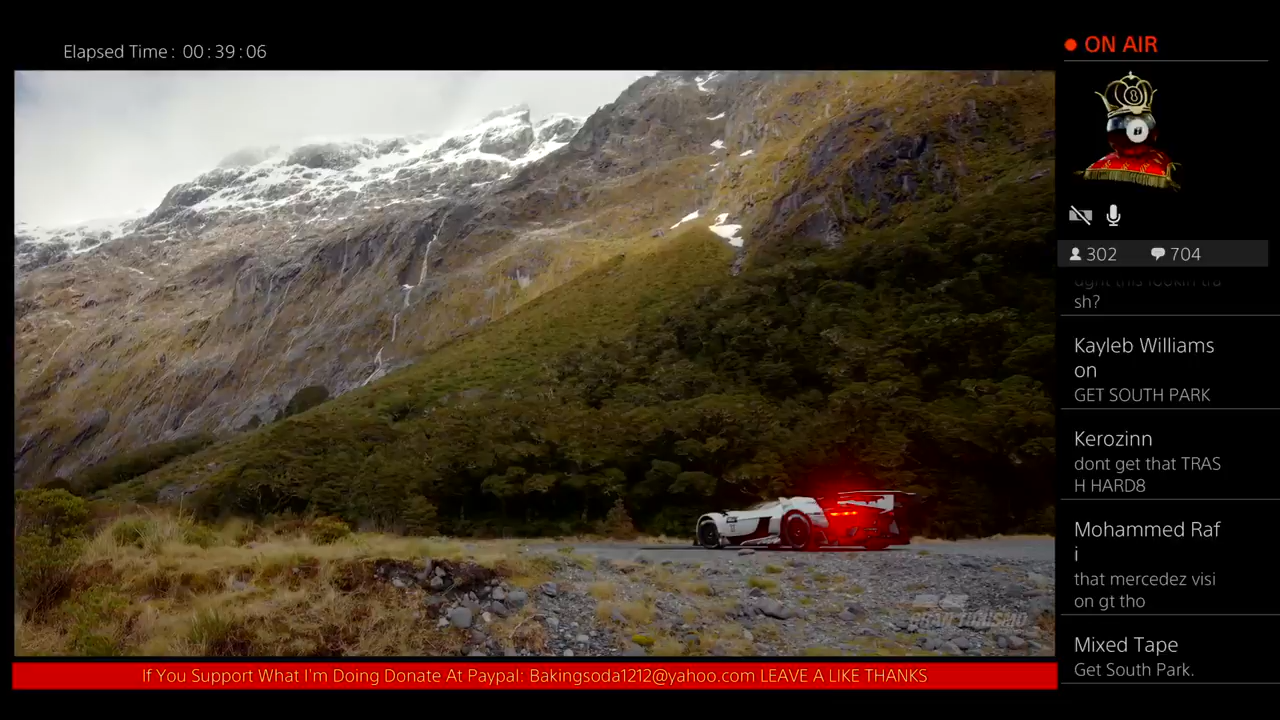 Elapsed Time: 00:39:06
ON AIR
302 704
sh?
Kayleb Williams
on
GET SOUTH PARK
Kerozinn
dont get that TRAS
H HARD8
Mohammed Raf
i
that mercedez visi
on gt tho
Mixed Tape
Get South Park.
GRAN TURISMO
If You Support What I'm Doing Donate At Paypal: Bakingsoda1212@yahoo.com LEAVE A LIKE THANKS